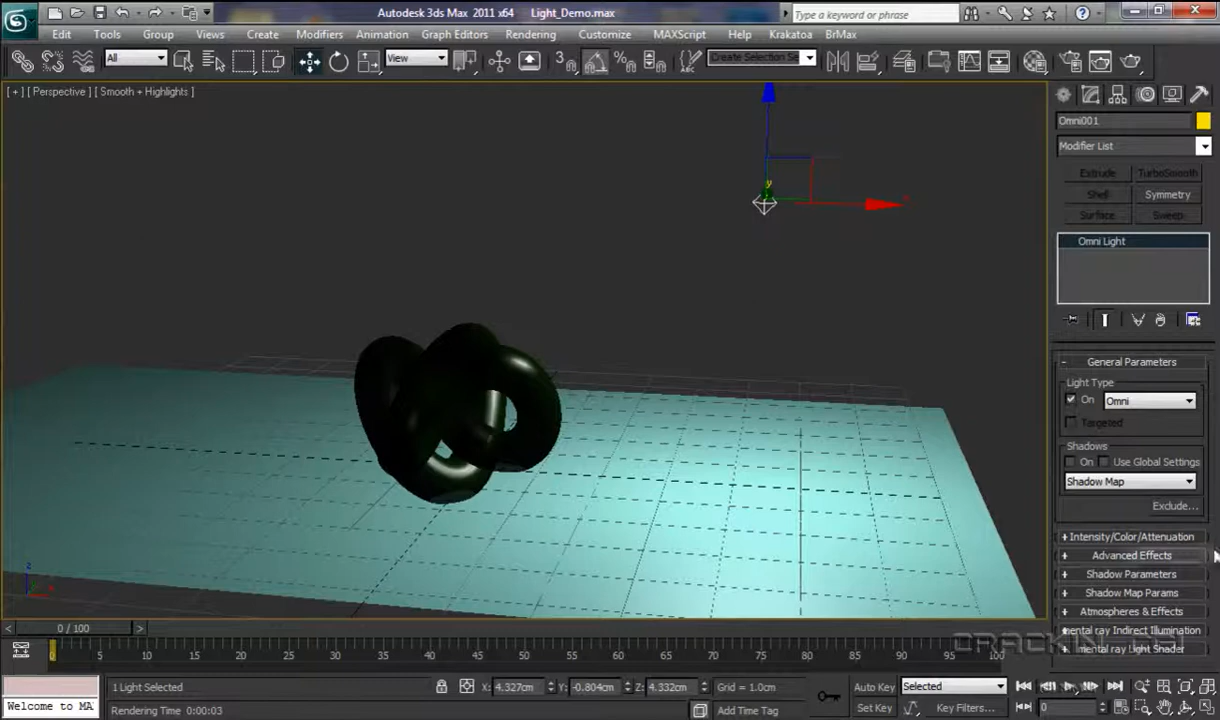 Autodesk 3ds Max 2011 x64 Light_Demo.max Type a keyword or phrase
Edit Tools Group Views Create Modifiers Animation Graph Editors Rendering Customize MAXScript Help Krakatoa BrMax
All View 3 Create Selection Se
[ + ] [ Perspective ] [ Smooth + Highlights ]
Omni001
Modifier List
Extrude TurboSmooth
Shell Symmetry
Surface Sweep
Omni Light
- General Parameters
Light Type
On Omni
Targeted
Shadows
On Use Global Settings
Shadow Map
Exclude...
+ Intensity/Color/Attenuation
+ Advanced Effects
+ Shadow Parameters
+ Shadow Map Params
+ Atmospheres & Effects
mental ray Indirect Illumination
+ mental ray Light Shader
y
x
z
x
< 0 / 100 >
0 5 10 15 20 25 30 35 40 45 50 55 60 65 70 75 80 85 90 95 100
1 Light Selected X: 4.327cm Y: -0.804cm Z: 4.332cm Grid = 1.0cm Auto Key Selected
Welcome to MA Rendering Time 0:00:03 Add Time Tag Set Key Key Filters... 0